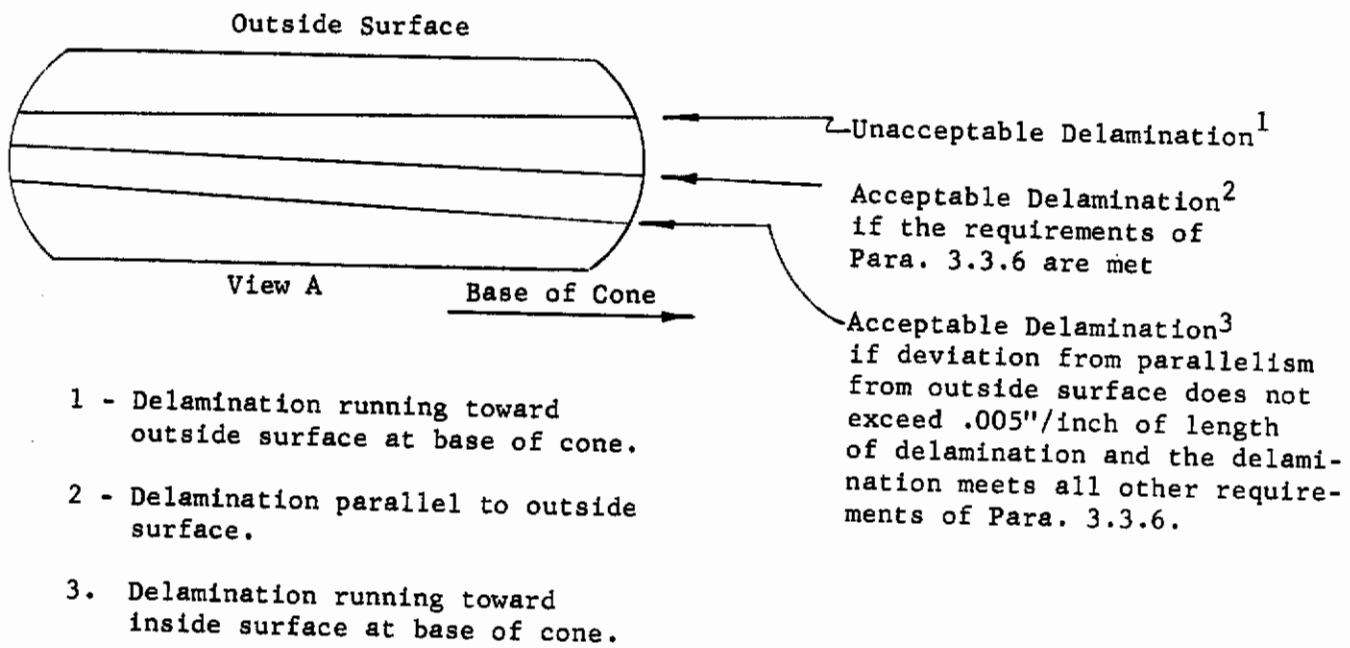 Outside Surface
Unacceptable Delamination1
Acceptable Delamination2
if the requirements of
Para. 3.3.6 are met
View A
Base of Cone
Acceptable Delamination3
if deviation from parallelism
from outside surface does not
exceed .005"/inch of length
of delamination and the delami-
nation meets all other require-
ments of Para. 3.3.6.
1 - Delamination running toward
outside surface at base of cone.
2 - Delamination parallel to outside
surface.
3. Delamination running toward
inside surface at base of cone.